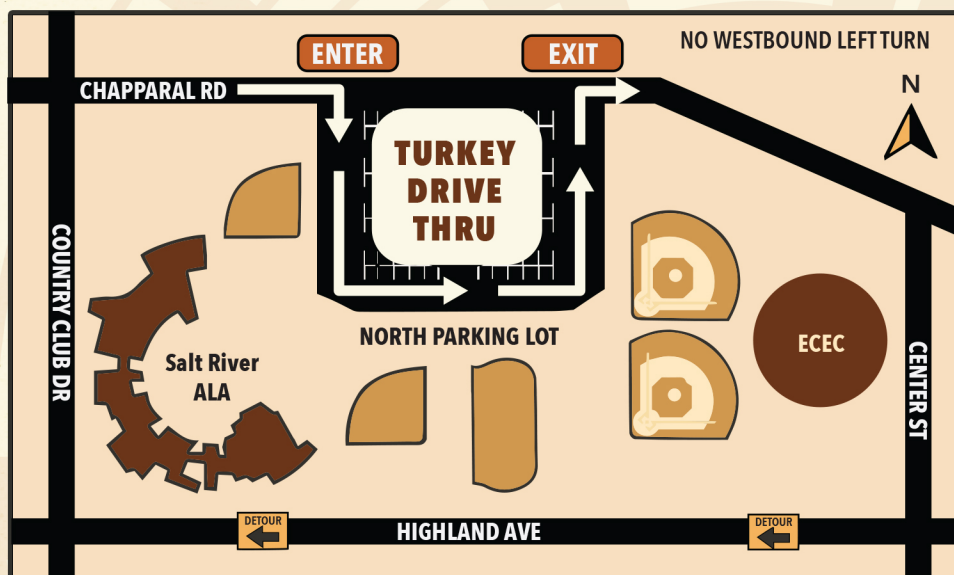 ENTER
EXIT
NO WESTBOUND LEFT TURN
N
CHAPPARAL RD
TURKEY
DRIVE
THRU
COUNTRY CLUB DR
NORTH PARKING LOT
Salt River
ALA
ECEC
CENTER ST
DETOUR
HIGHLAND AVE
DETOUR